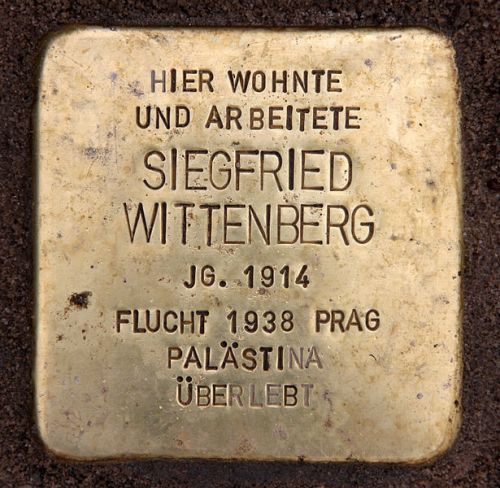 HIER WOHNTE
UND ARBEITETE
SIEGFRIED
WITTENBERG
JG. 1914
FLUCHT 1938 PRAG
PALÄSTINA
ÜBERLEBT